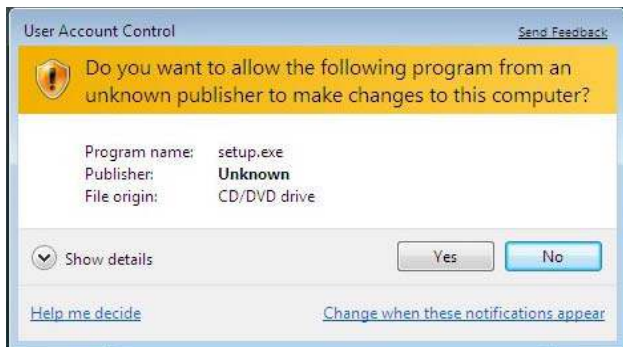 User Account Control
Send Feedback
Do you want to allow the following program from an
unknown publisher to make changes to this computer?
Program name: setup.exe
Publisher: Unknown
File origin: CD/DVD drive
Show details
Yes
No
Help me decide
Change when these notifications appear